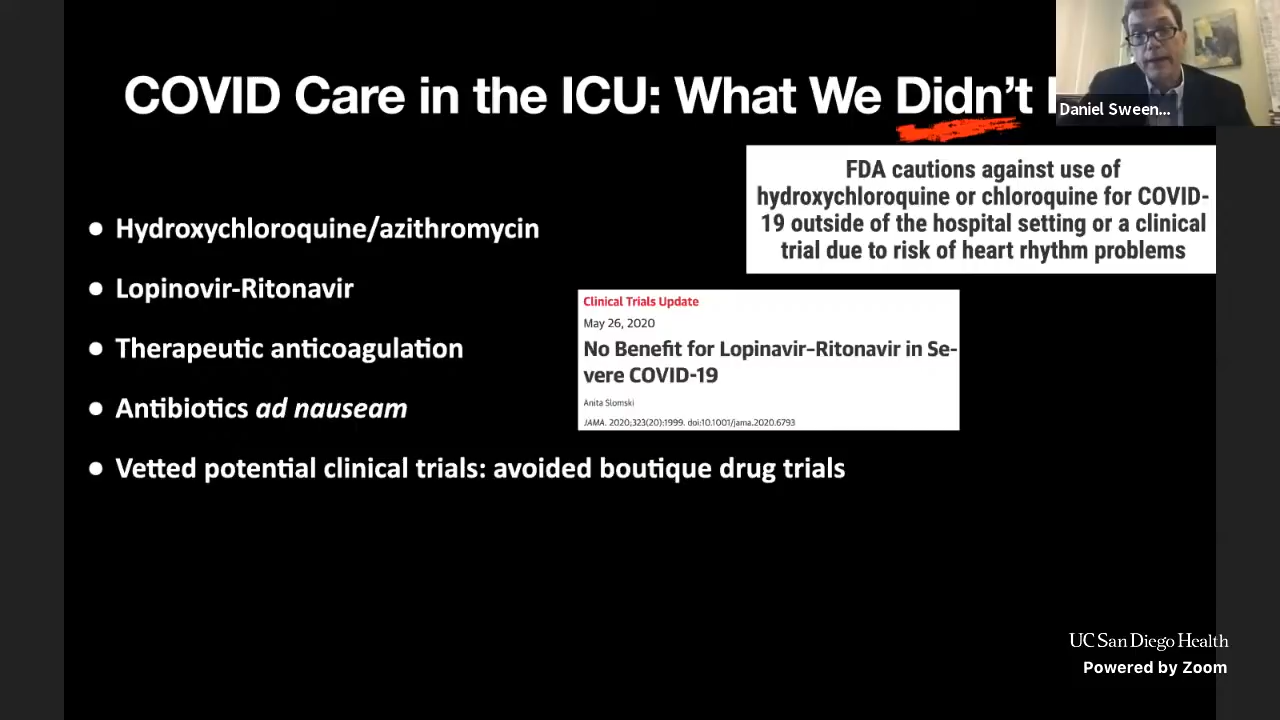 COVID Care in the ICU: What We Didn't
Daniel Sween...
FDA cautions against use of
hydroxychloroquine or chloroquine for COVID-
19 outside of the hospital setting or a clinical
trial due to risk of heart rhythm problems
• Hydroxychloroquine/azithromycin
• Lopinovir-Ritonavir
• Therapeutic anticoagulation
• Antibiotics ad nauseam
• Vetted potential clinical trials: avoided boutique drug trials
Clinical Trials Update
May 26, 2020
No Benefit for Lopinavir–Ritonavir in Se-
vere COVID-19
Anita Slomski
JAMA. 2020;323(20):1999. doi:10.1001/jama.2020.6793
UC San Diego Health
Powered by Zoom